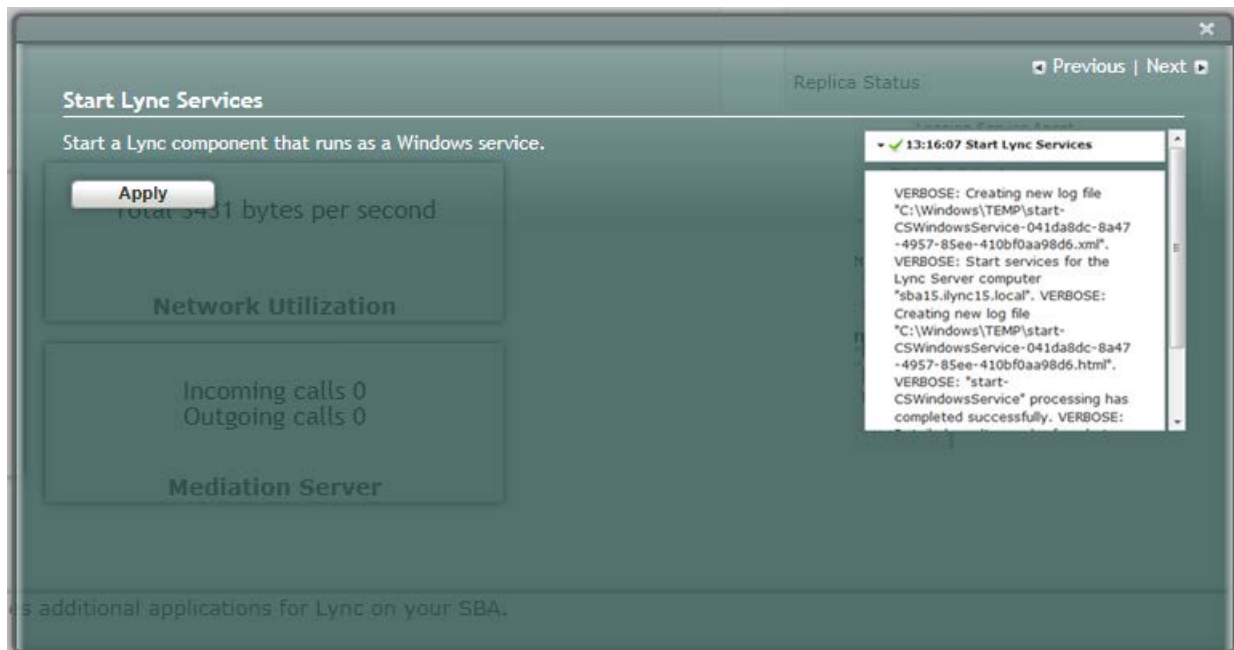 Previous | Next
Replica Status
Start Lync Services
Start a Lync component that runs as a Windows service.
Apply
Total 3431 bytes per second
Network Utilization
Incoming calls 0
Outgoing calls 0
Mediation Server
additional applications for Lync on your SBA.
13:16:07 Start Lync Services
VERBOSE: Creating new log file
"C:\Windows\TEMP\start-
CSWindowsService-041da8dc-8a47
-4957-85ee-410bf0aa98d6.xml".
VERBOSE: Start services for the
Lync Server computer
"sba15.ilync15.local". VERBOSE:
Creating new log file
"C:\Windows\TEMP\start-
CSWindowsService-041da8dc-8a47
-4957-85ee-410bf0aa98d6.html".
VERBOSE: "start-
CSWindowsService" processing has
completed successfully. VERBOSE: